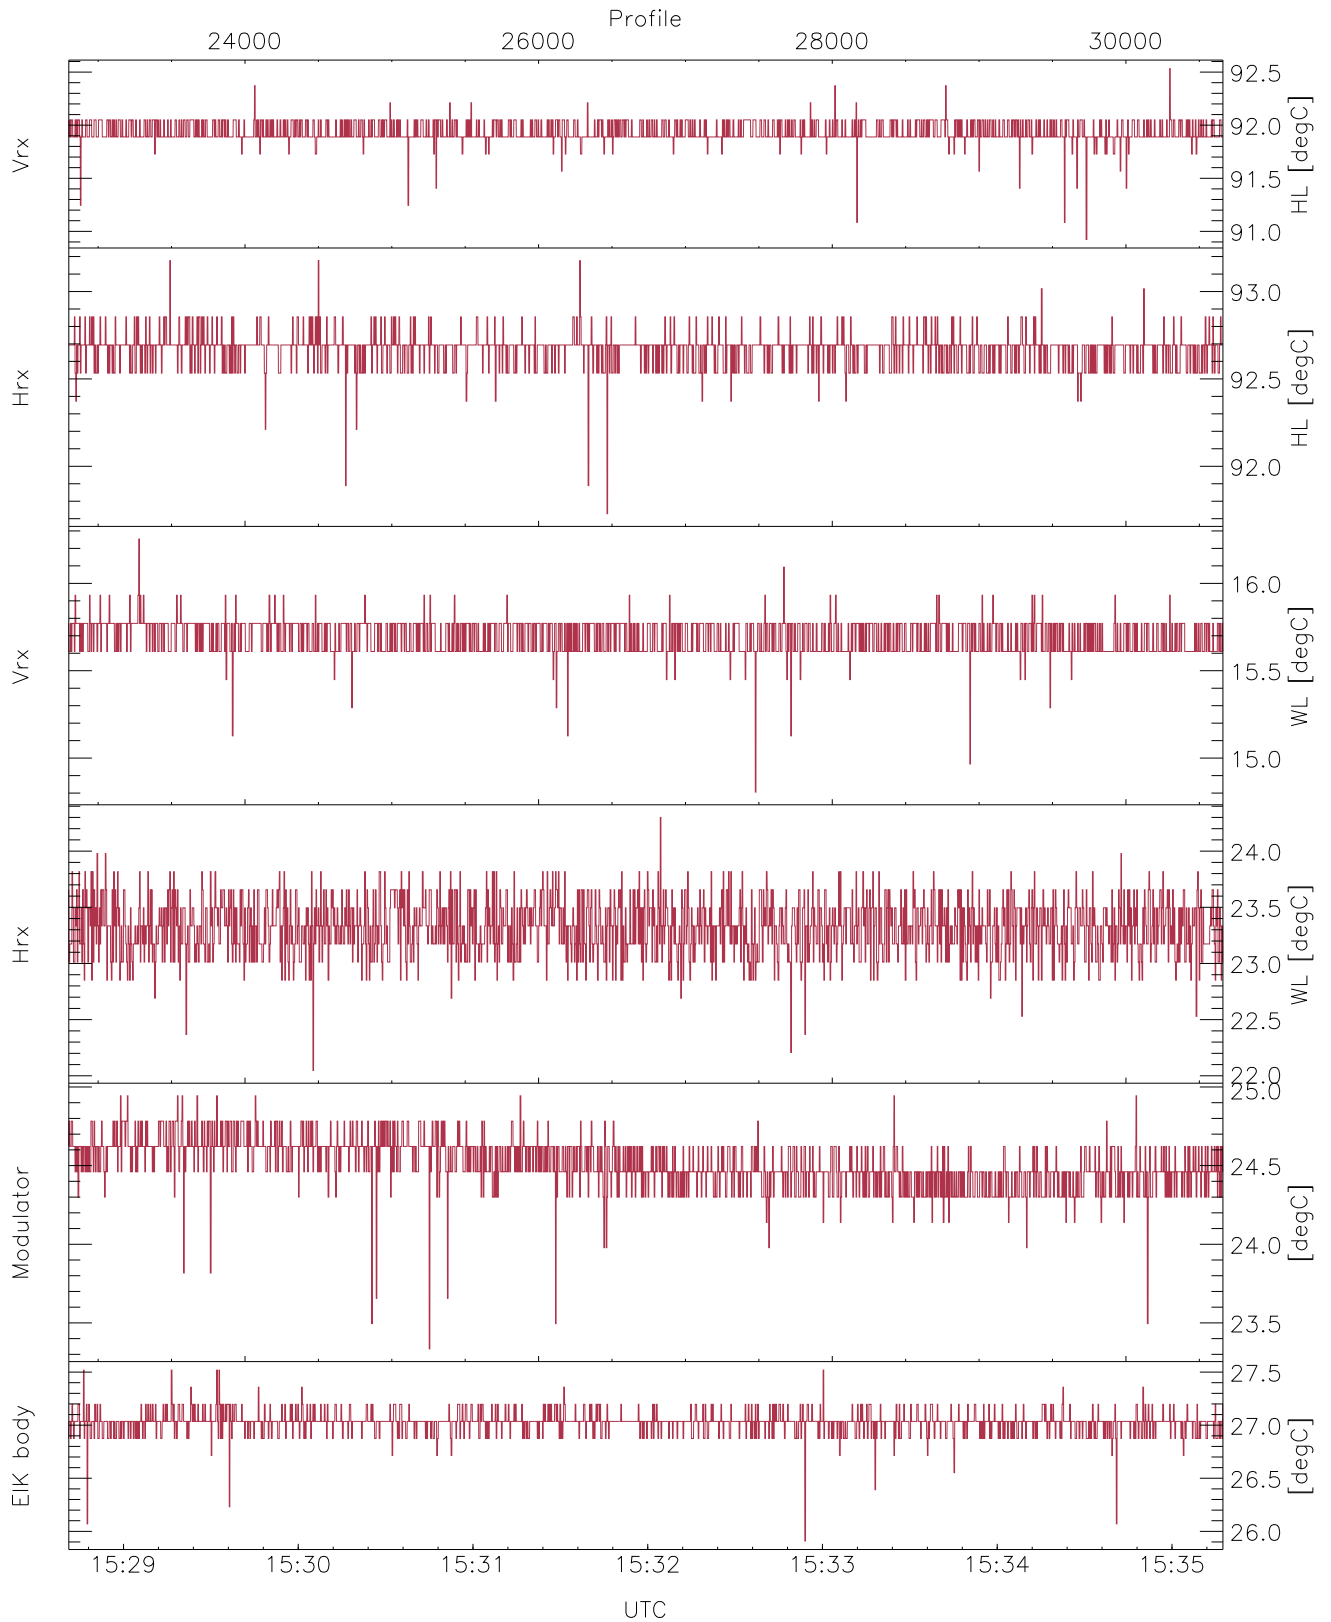 Profile
24000 26000 28000 30000
Vrx
92.5
92.0
91.5
91.0
HL [degC]
Hrx
93.0
92.5
92.0
HL [degC]
Vrx
16.0
15.5
15.0
WL [degC]
Hrx
24.0
23.5
23.0
22.5
22.0
WL [degC]
Modulator
25.0
24.5
24.0
23.5
[degC]
EIK body
27.5
27.0
26.5
26.0
[degC]
15:29 15:30 15:31 15:32 15:33 15:34 15:35
UTC